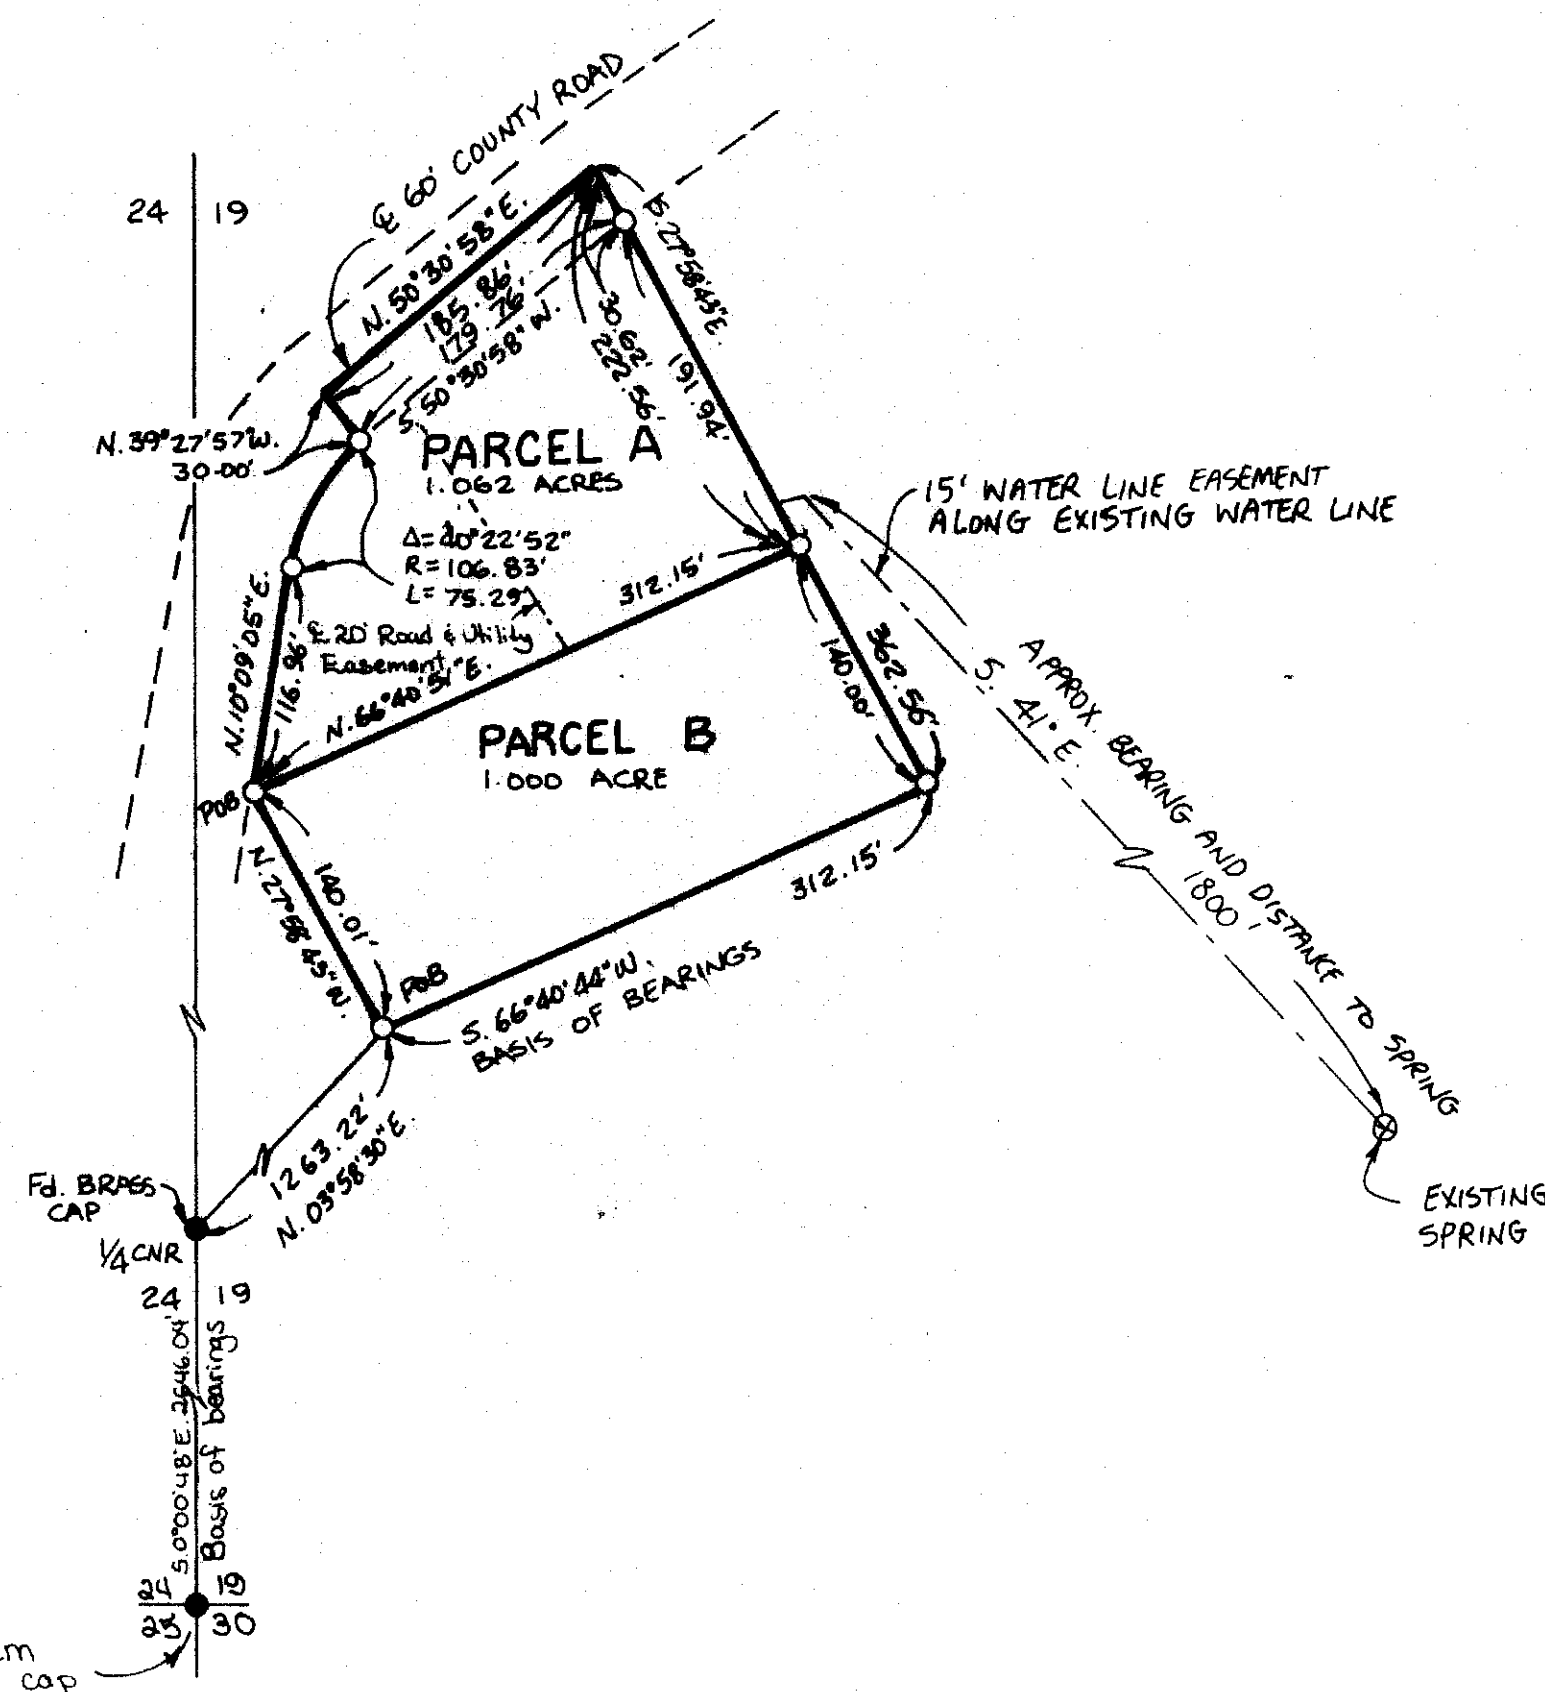 ℄ 60' COUNTY ROAD
24 19
N. 50°30'58"E.
185.86'
179.76'
S. 50°30'58" W.
S. 27°58'43"E.
30.62'
222.56'
191.94'
N. 39°27'57"W.
30.00'
PARCEL A
1.062 ACRES
Δ= 40°22'52"
R= 106.83'
L= 75.29'
15' WATER LINE EASEMENT
ALONG EXISTING WATER LINE
312.15'
℄ 20' Road & Utility
Easement
N. 10°09'05"E.
116.96'
N. 66°40'51"E.
140.00'
362.56'
S. 41° E.
APPROX. BEARING AND DISTANCE TO SPRING
1800'
PARCEL B
1.000 ACRE
POB
N. 27°58'43"W.
140.01'
312.15'
POB
S. 66°40'44"W.
BASIS OF BEARINGS
1263.22'
N. 03°58'30"E.
Fd. BRASS
CAP
1/4 CNR
EXISTING
SPRING
24 19
S. 0°00'48"E. 2646.04'
Basis of bearings
24 19
25 30
cap